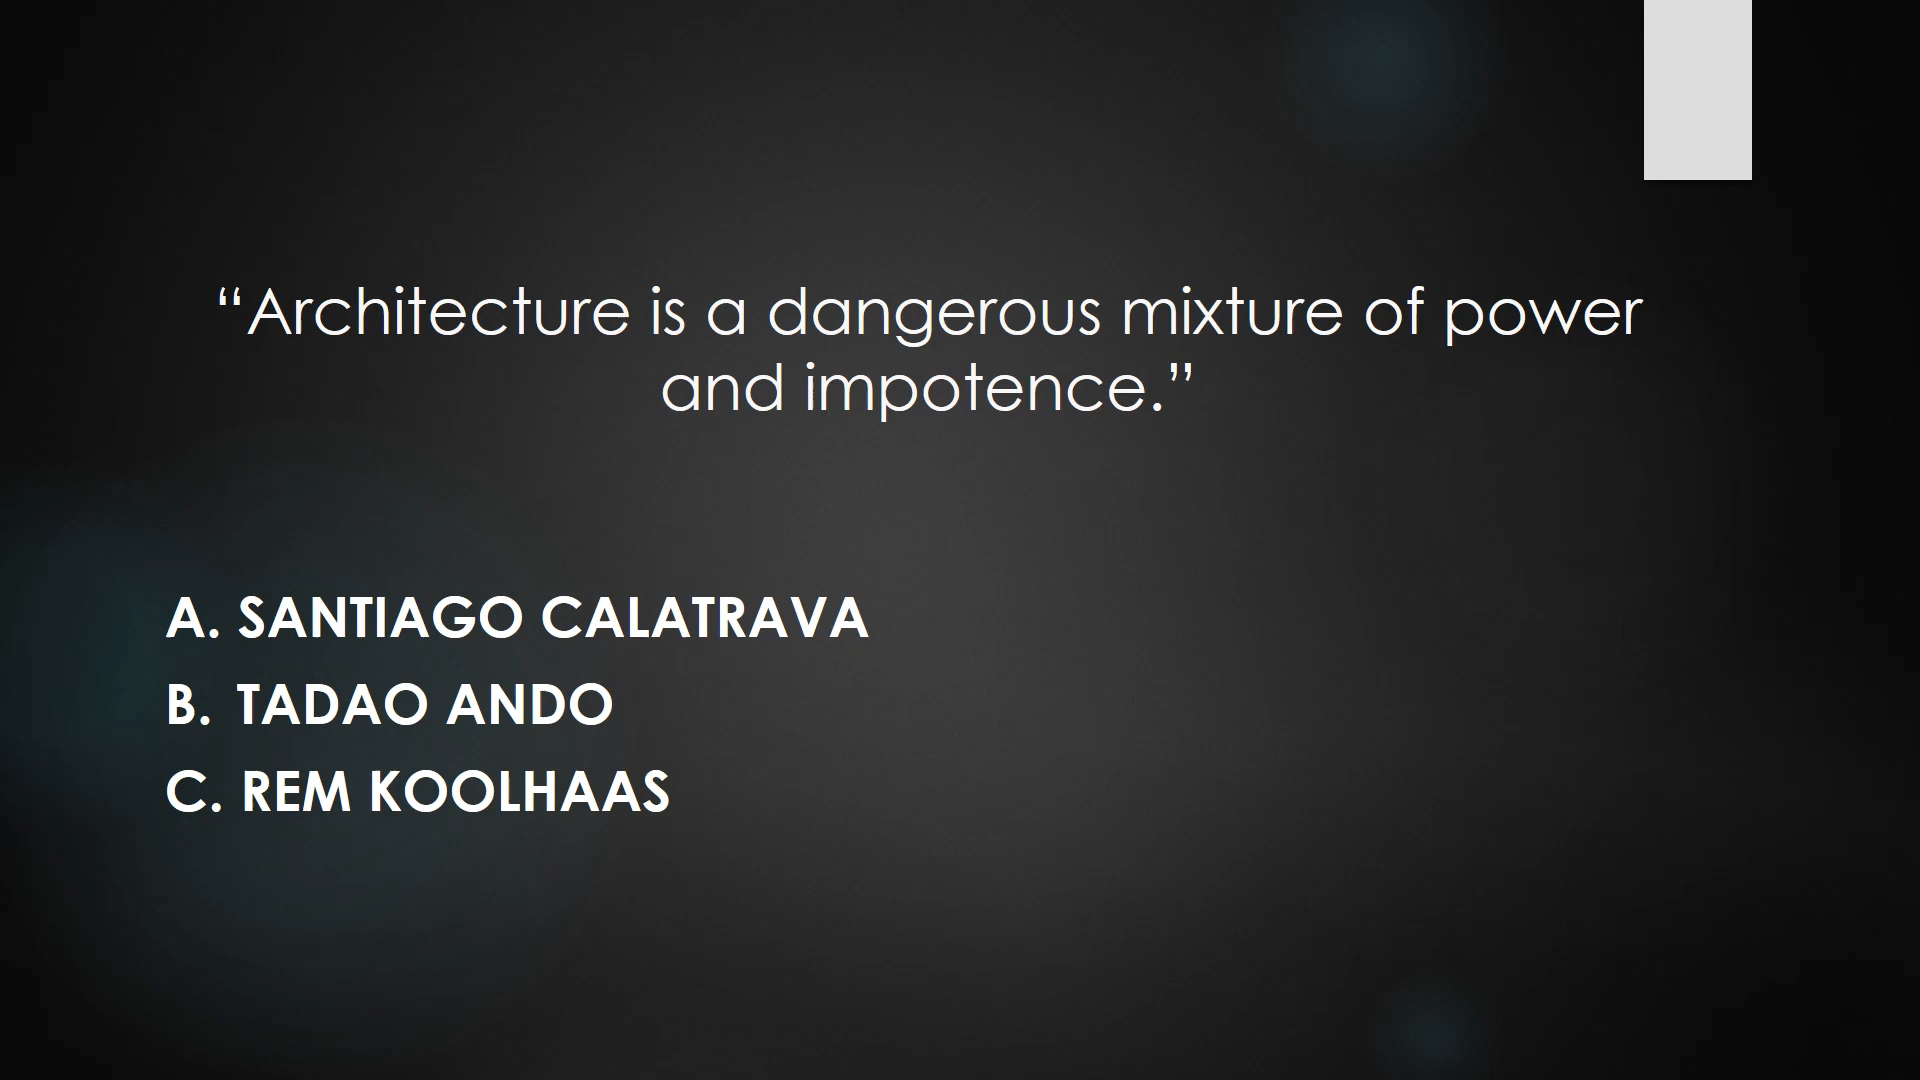 “Architecture is a dangerous mixture of power
and impotence.”
A. SANTIAGO CALATRAVA
B. TADAO ANDO
C. REM KOOLHAAS